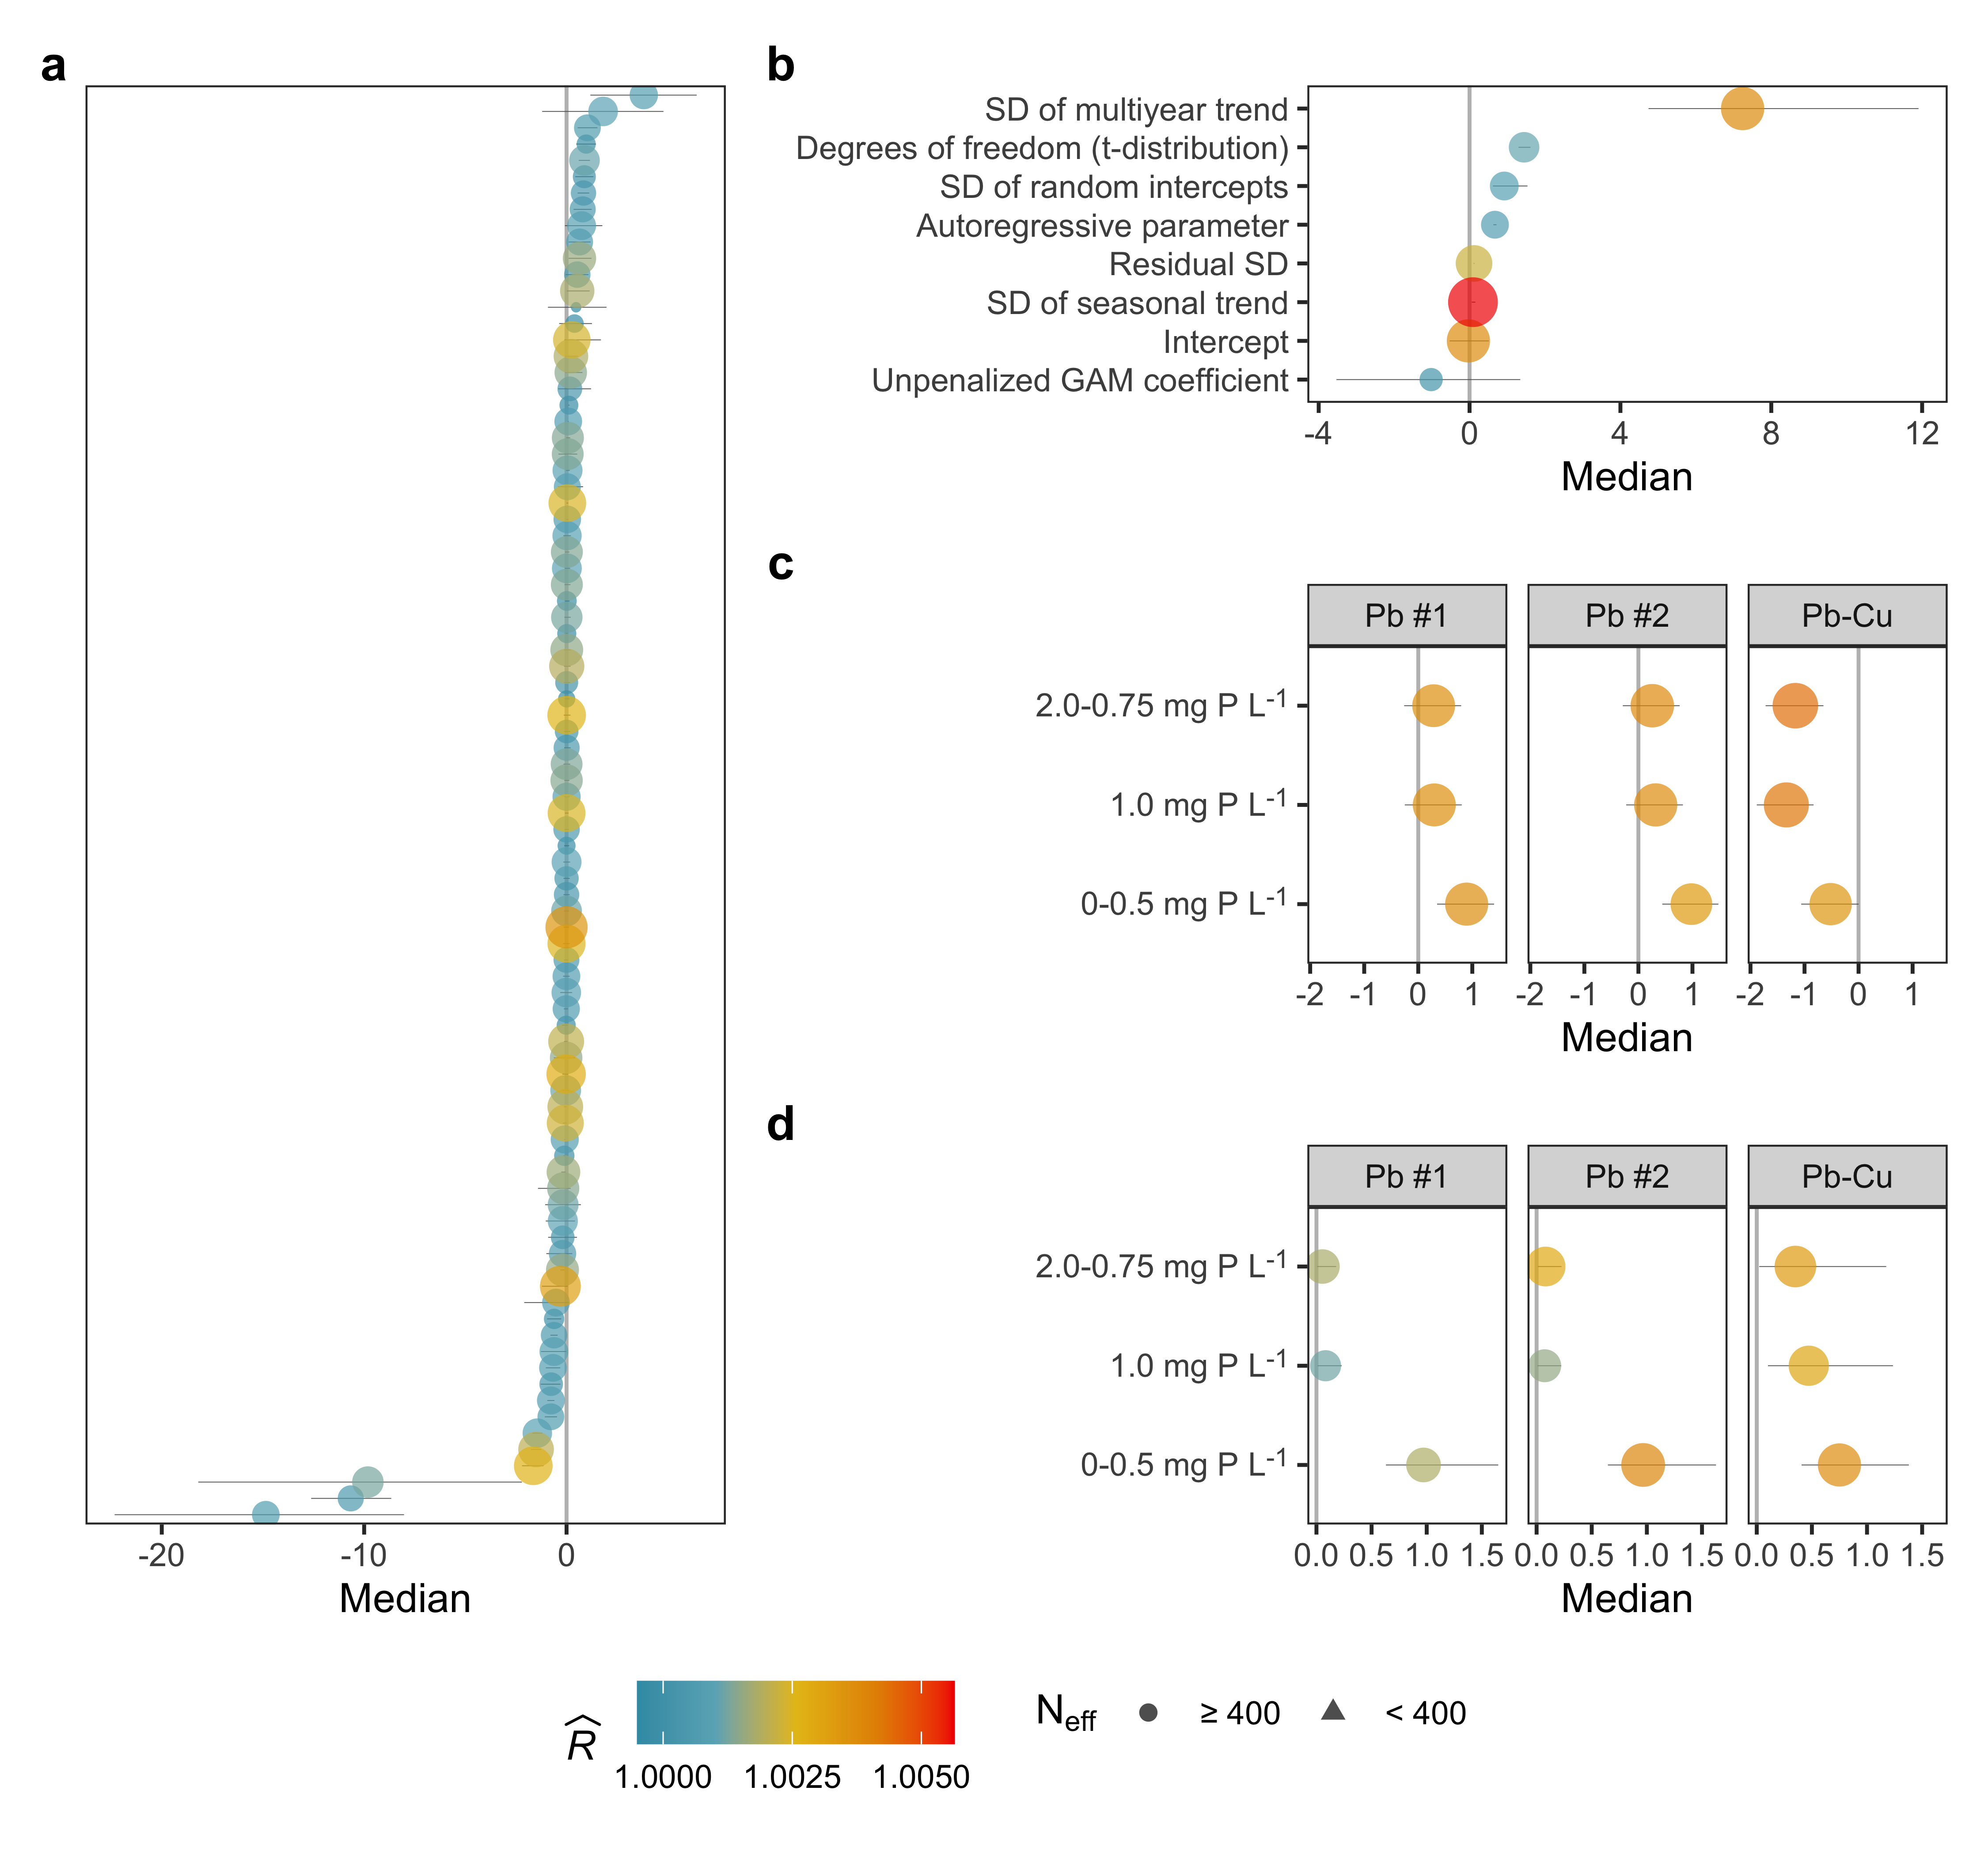 a
-20 -10 0
Median
b
SD of multiyear trend
Degrees of freedom (t-distribution)
SD of random intercepts
Autoregressive parameter
Residual SD
SD of seasonal trend
Intercept
Unpenalized GAM coefficient
-4 0 4 8 12
Median
c
Pb #1 Pb #2 Pb-Cu
2.0-0.75 mg P L⁻¹
1.0 mg P L⁻¹
0-0.5 mg P L⁻¹
-2 -1 0 1 -2 -1 0 1 -2 -1 0 1
Median
d
Pb #1 Pb #2 Pb-Cu
2.0-0.75 mg P L⁻¹
1.0 mg P L⁻¹
0-0.5 mg P L⁻¹
0.0 0.5 1.0 1.5 0.0 0.5 1.0 1.5 0.0 0.5 1.0 1.5
Median
R̂
1.0000 1.0025 1.0050
Neff ≥ 400 < 400